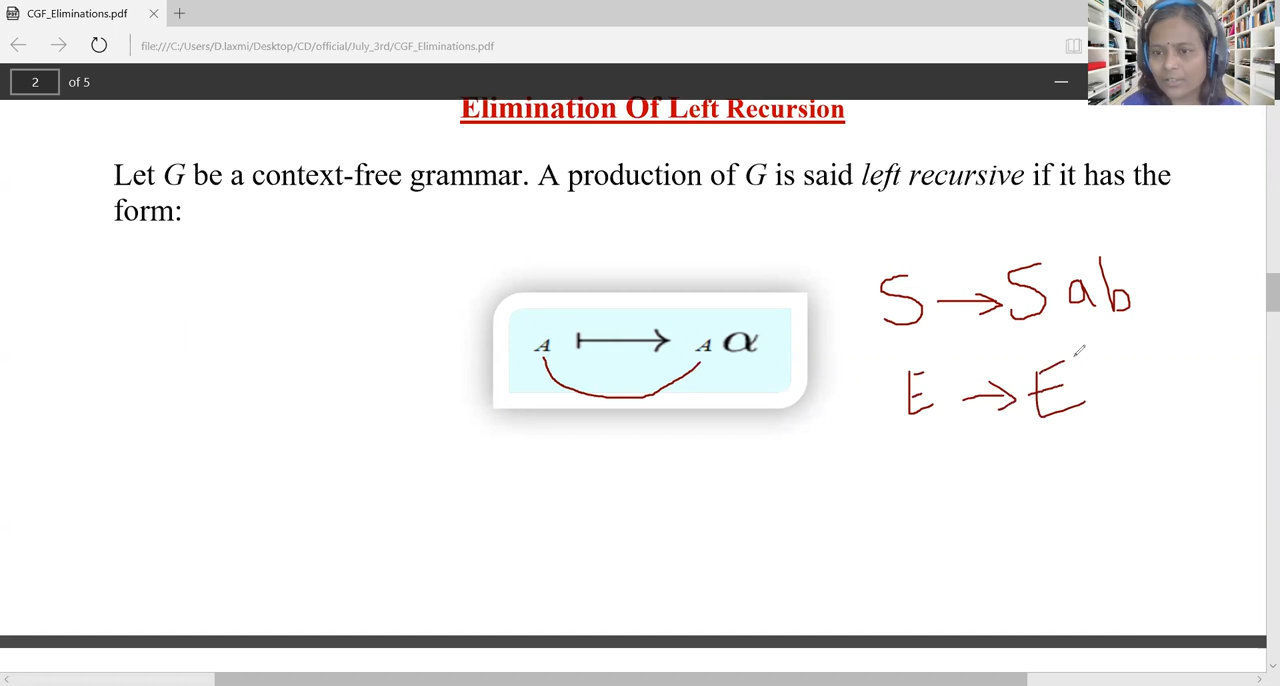 CGF_Eliminations.pdf
file:///C:/Users/D.laxmi/Desktop/CD/official/July_3rd/CGF_Eliminations.pdf
2 of 5
Elimination Of Left Recursion
Let G be a context-free grammar. A production of G is said left recursive if it has the
form:
A ⟼ A α
S → S ab
E → E